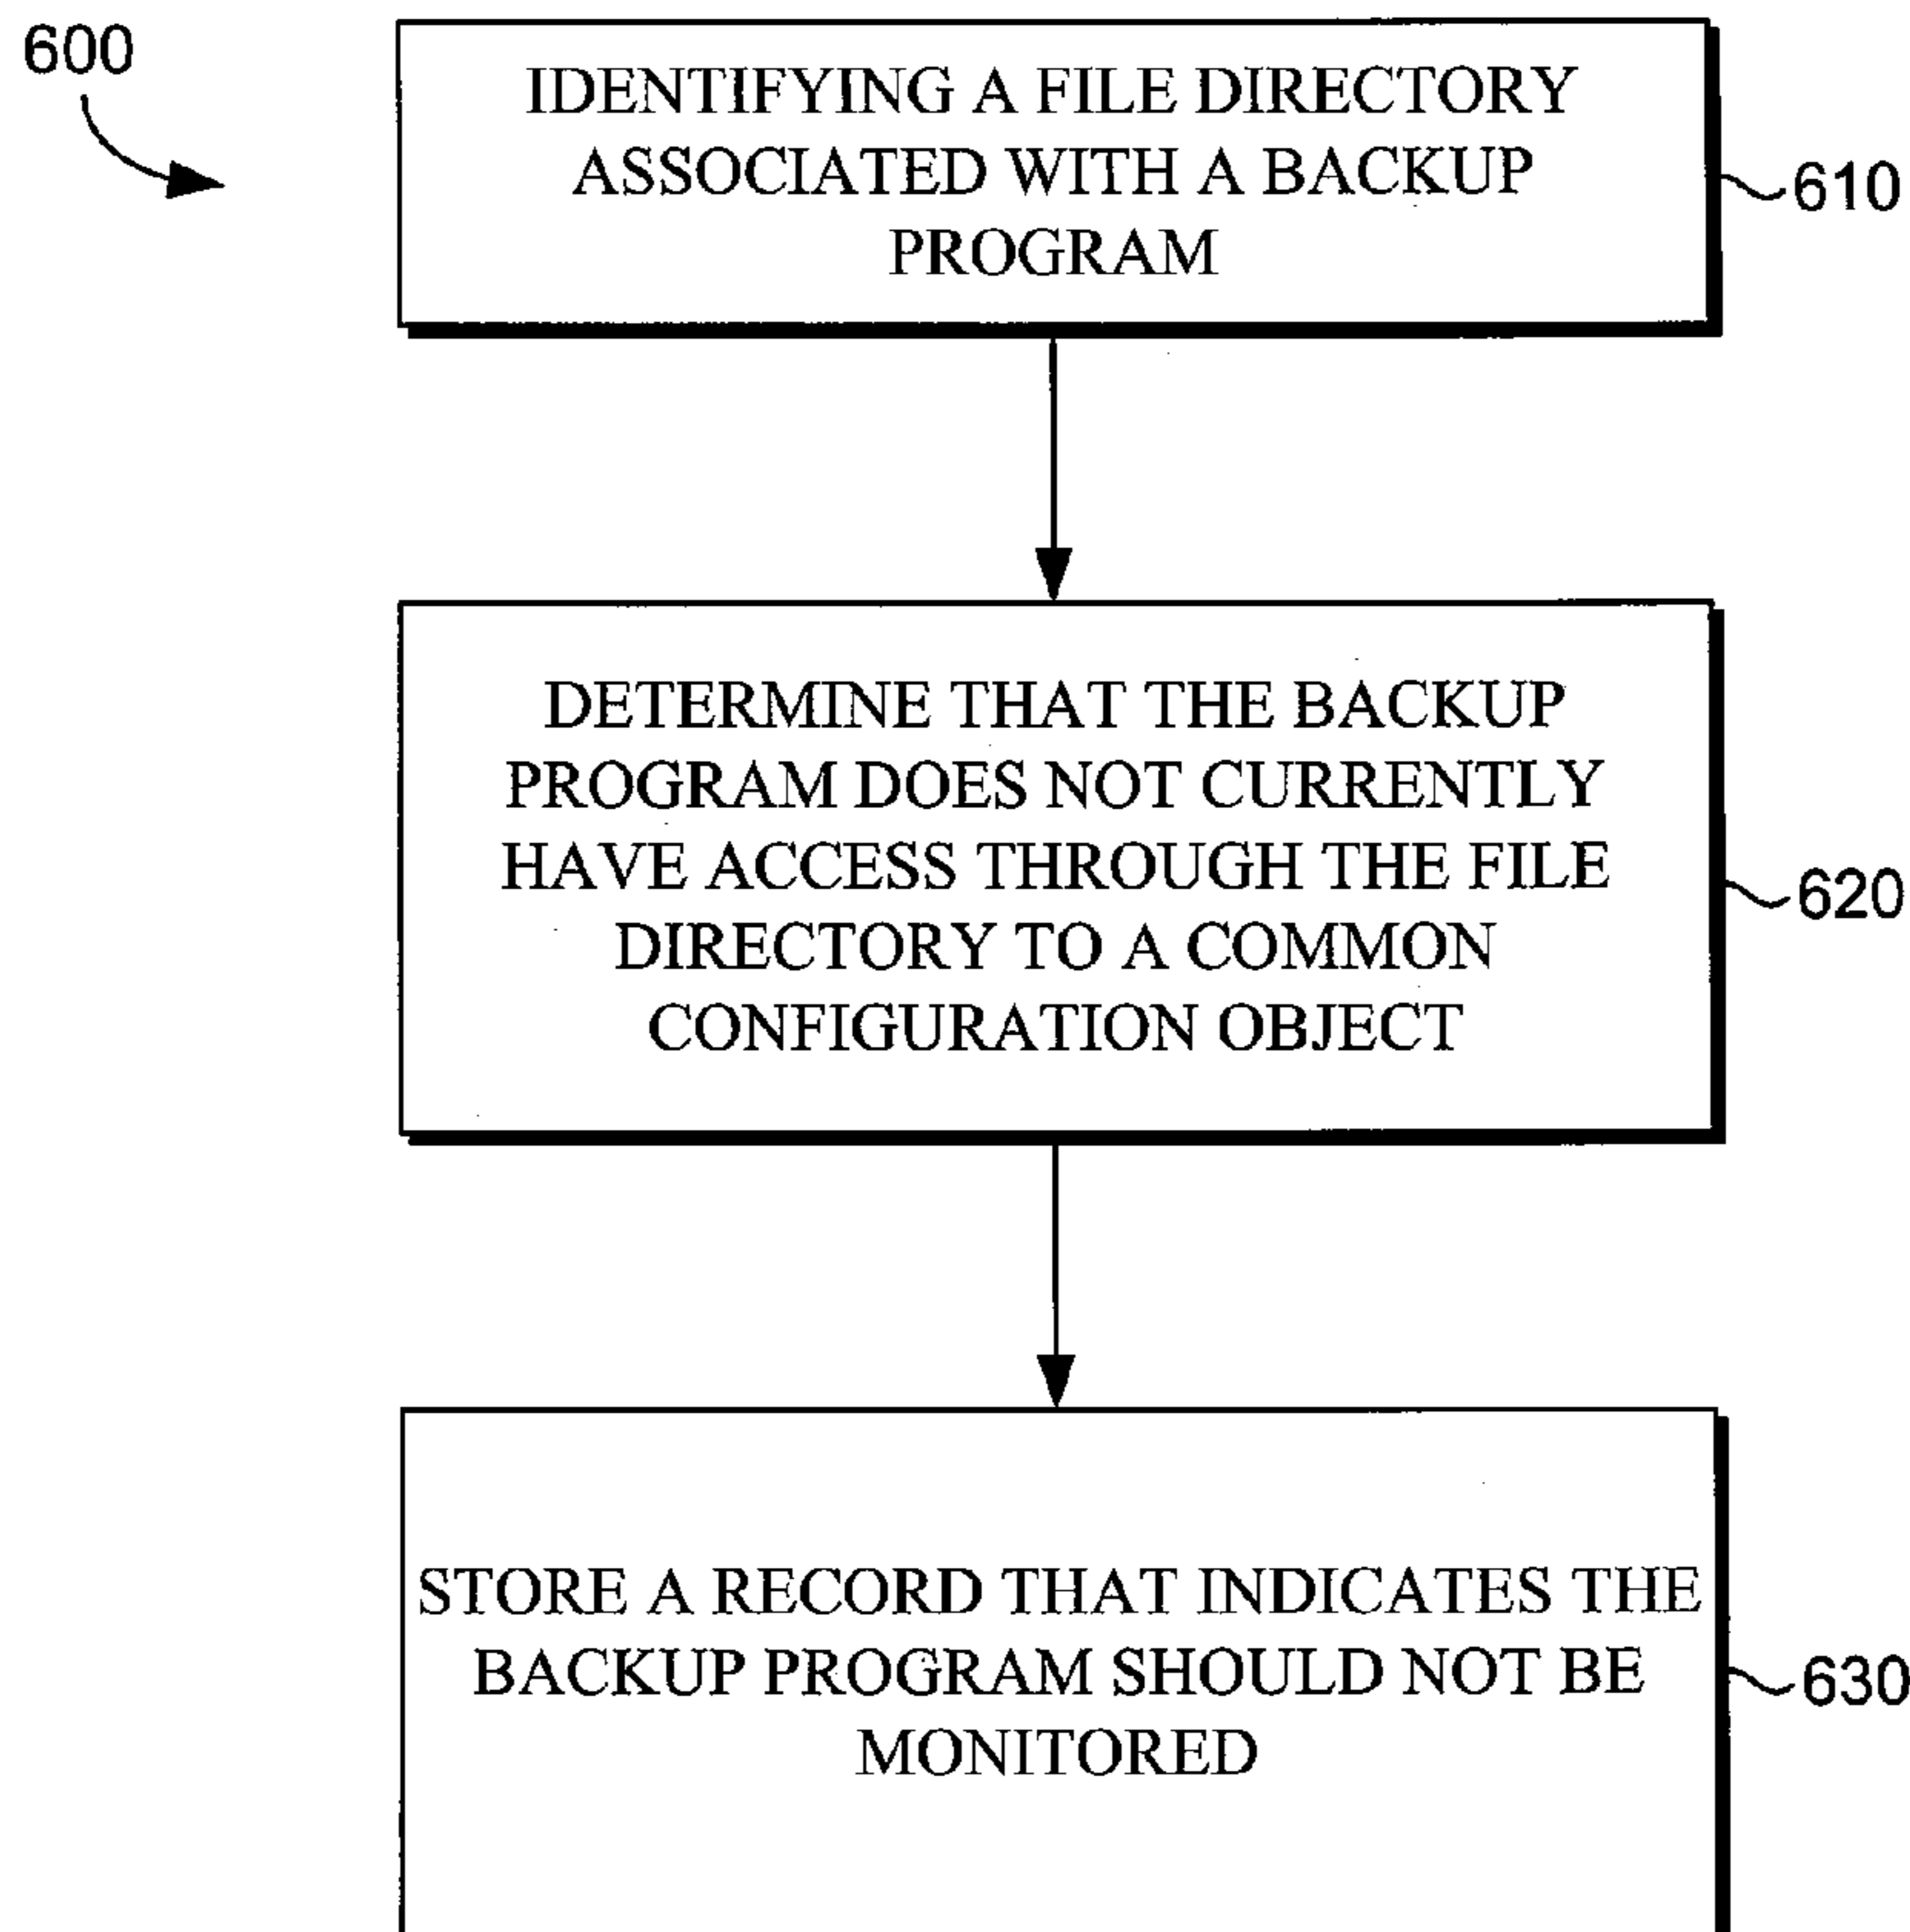 600
IDENTIFYING A FILE DIRECTORY
ASSOCIATED WITH A BACKUP
PROGRAM
610
DETERMINE THAT THE BACKUP
PROGRAM DOES NOT CURRENTLY
HAVE ACCESS THROUGH THE FILE
DIRECTORY TO A COMMON
CONFIGURATION OBJECT
620
STORE A RECORD THAT INDICATES THE
BACKUP PROGRAM SHOULD NOT BE
MONITORED
630